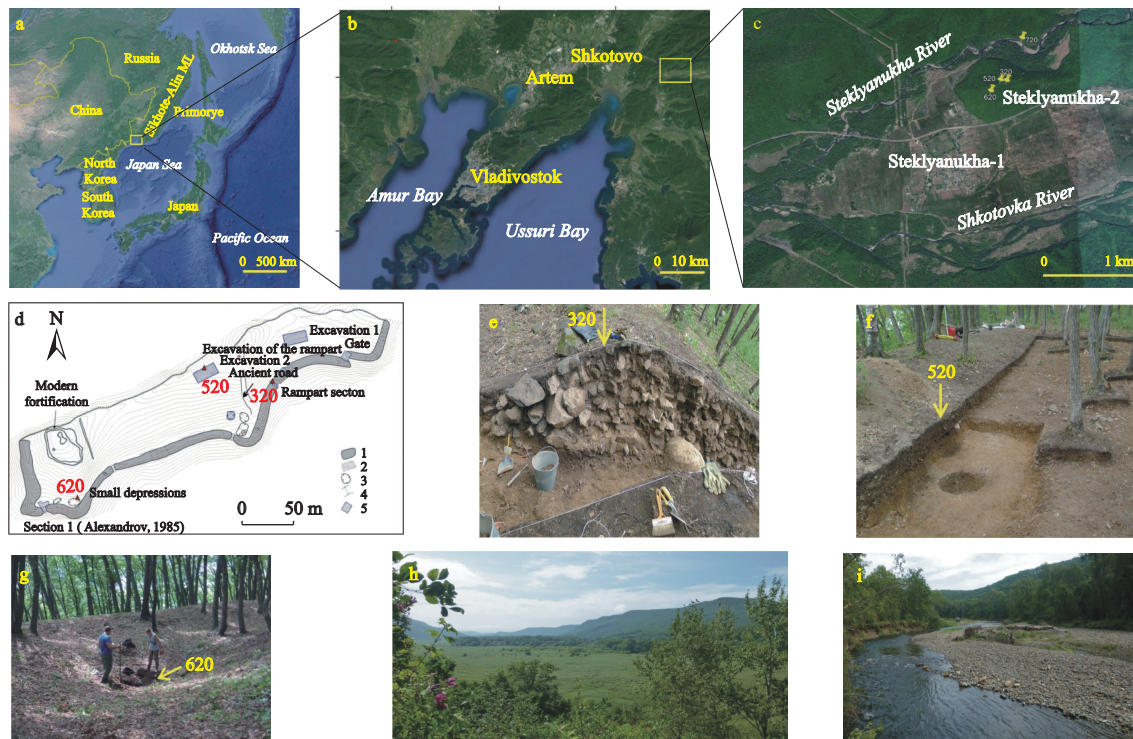 a
Okhotsk Sea
Russia
Sikhote-Alin ML
China
Primorye
North
Korea
Japan Sea
South
Korea
Japan
Pacific Ocean
0 500 km
b
Shkotovo
Artem
Vladivostok
Amur Bay
Ussuri Bay
0 10 km
c
720
Steklyanukha River
320
520
620
Steklyanukha-2
Steklyanukha-1
Shkotovka River
0 1 km
d
N
Excavation 1
Gate
Excavation of the rampart
Excavation 2
520
Ancient road
320
Rampart secton
Modern
fortification
620
Small depressions
1
2
3
4
5
0 50 m
Section 1 ( Alexandrov, 1985)
e
320
f
520
g
620
h
i